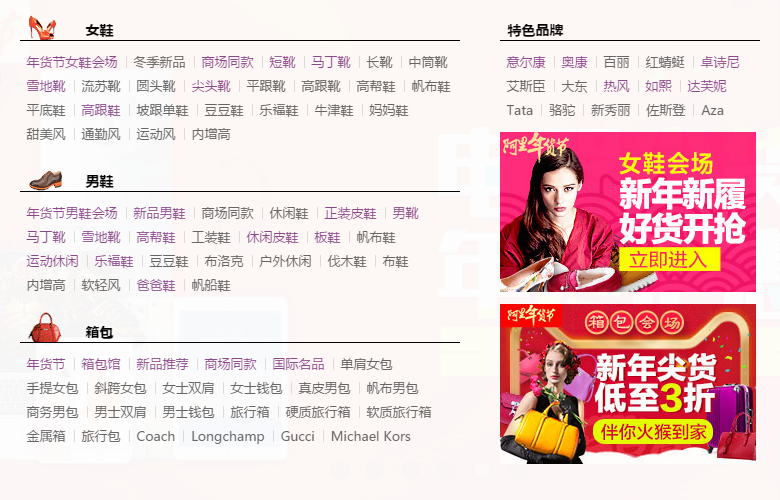 女鞋
年货节女鞋会场 冬季新品 商场同款 短靴 马丁靴 长靴 中筒靴
雪地靴 流苏靴 圆头靴 尖头靴 平跟靴 高跟靴 高帮鞋 帆布鞋
平底鞋 高跟鞋 坡跟单鞋 豆豆鞋 乐福鞋 牛津鞋 妈妈鞋
甜美风 通勤风 运动风 内增高
男鞋
年货节男鞋会场 新品男鞋 商场同款 休闲鞋 正装皮鞋 男靴
马丁靴 雪地靴 高帮鞋 工装鞋 休闲皮鞋 板鞋 帆布鞋
运动休闲 乐福鞋 豆豆鞋 布洛克 户外休闲 伐木鞋 布鞋
内增高 软轻风 爸爸鞋 帆船鞋
箱包
年货节 箱包馆 新品推荐 商场同款 国际名品 单肩女包
手提女包 斜跨女包 女士双肩 女士钱包 真皮男包 帆布男包
商务男包 男士双肩 男士钱包 旅行箱 硬质旅行箱 软质旅行箱
金属箱 旅行包 Coach Longchamp Gucci Michael Kors
特色品牌
意尔康 奥康 百丽 红蜻蜓 卓诗尼
艾斯臣 大东 热风 如熙 达芙妮
Tata 骆驼 新秀丽 佐斯登 Aza
阿里年货节
女鞋会场
新年新履
好货开抢
立即进入
阿里年货节
箱包会场
新年尖货
低至3折
伴你火猴到家